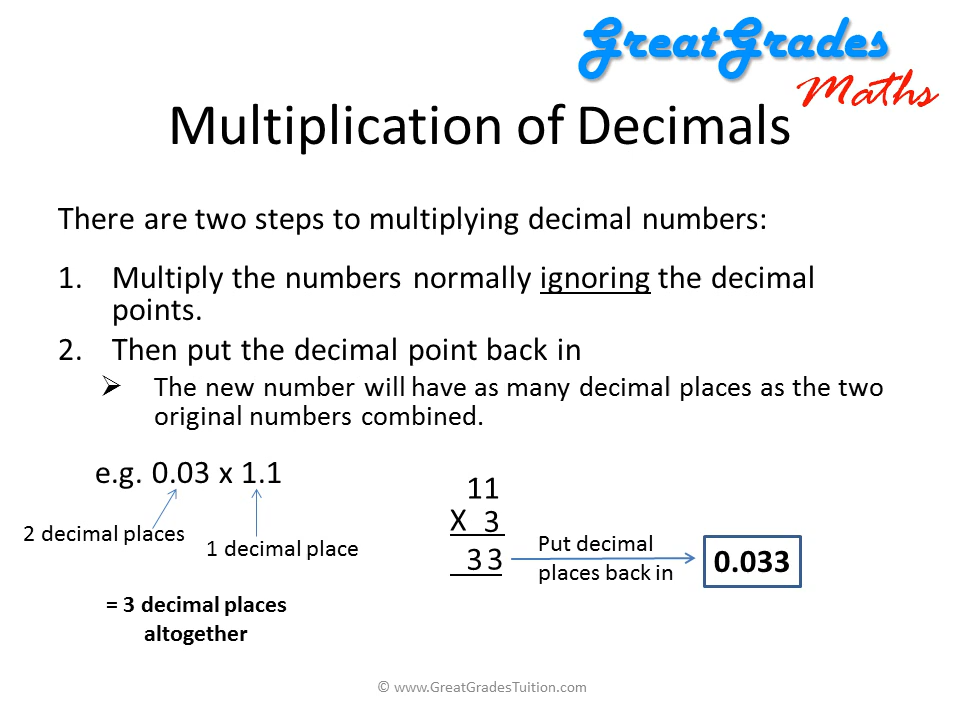 GreatGrades
Maths
Multiplication of Decimals
There are two steps to multiplying decimal numbers:
1. Multiply the numbers normally ignoring the decimal
points.
2. Then put the decimal point back in
➢ The new number will have as many decimal places as the two
original numbers combined.
e.g. 0.03 x 1.1
2 decimal places
1 decimal place
= 3 decimal places
altogether
11
X 3
33
Put decimal
places back in
0.033
© www.GreatGradesTuition.com